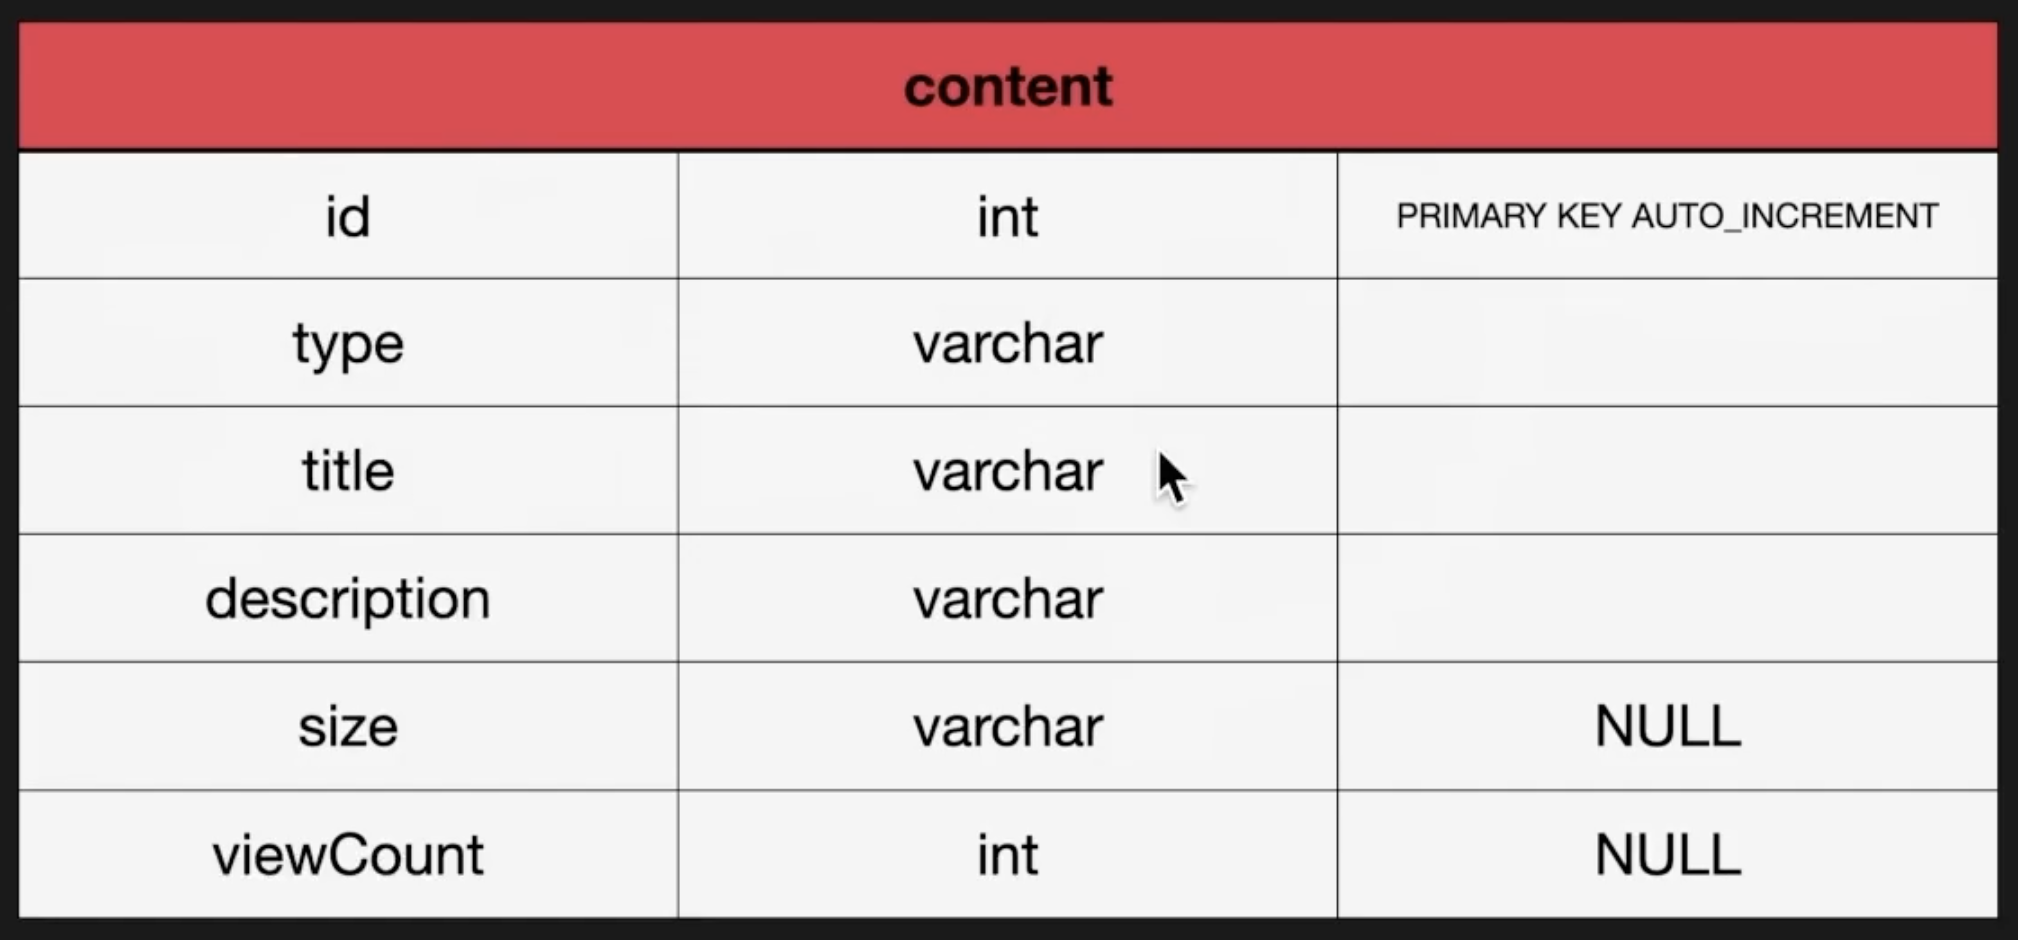 content
id int PRIMARY KEY AUTO_INCREMENT
type varchar
title varchar
description varchar
size varchar NULL
viewCount int NULL